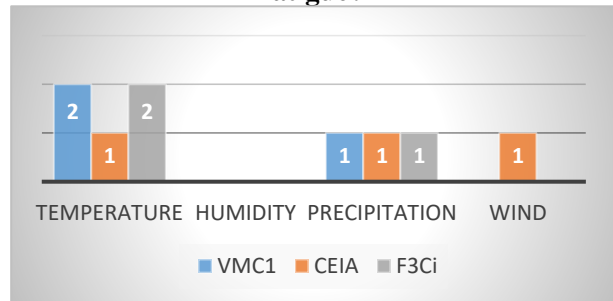 2 2
1 1 1 1 1
TEMPERATURE HUMIDITY PRECIPITATION WIND
VMC1 CEIA F3Ci